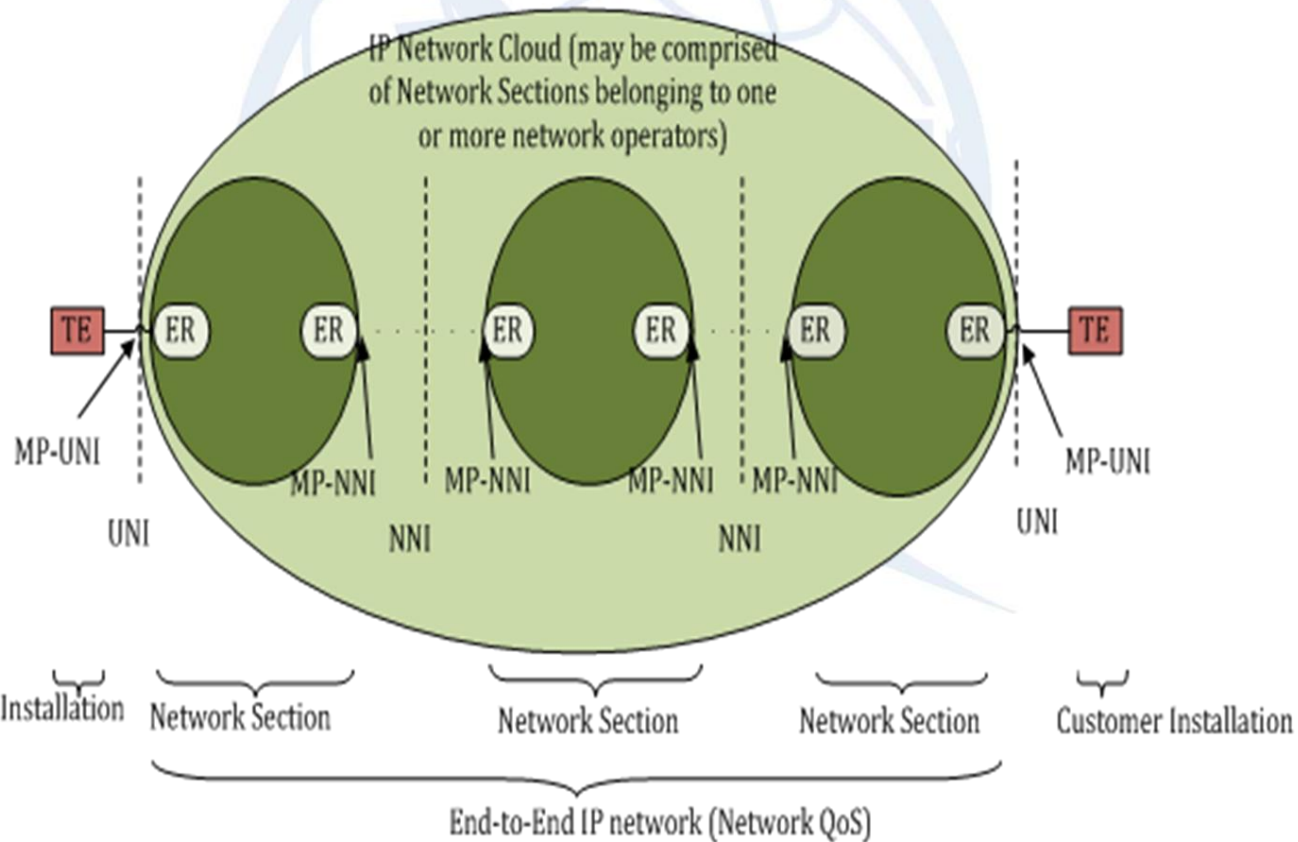 IP Network Cloud (may be comprised
of Network Sections belonging to one
or more network operators)
TE
ER
ER
ER
ER
ER
ER
TE
MP-UNI
MP-NNI
MP-NNI
MP-NNI
MP-NNI
MP-UNI
UNI
NNI
NNI
UNI
Installation
Network Section
Network Section
Network Section
Customer Installation
End-to-End IP network (Network QoS)